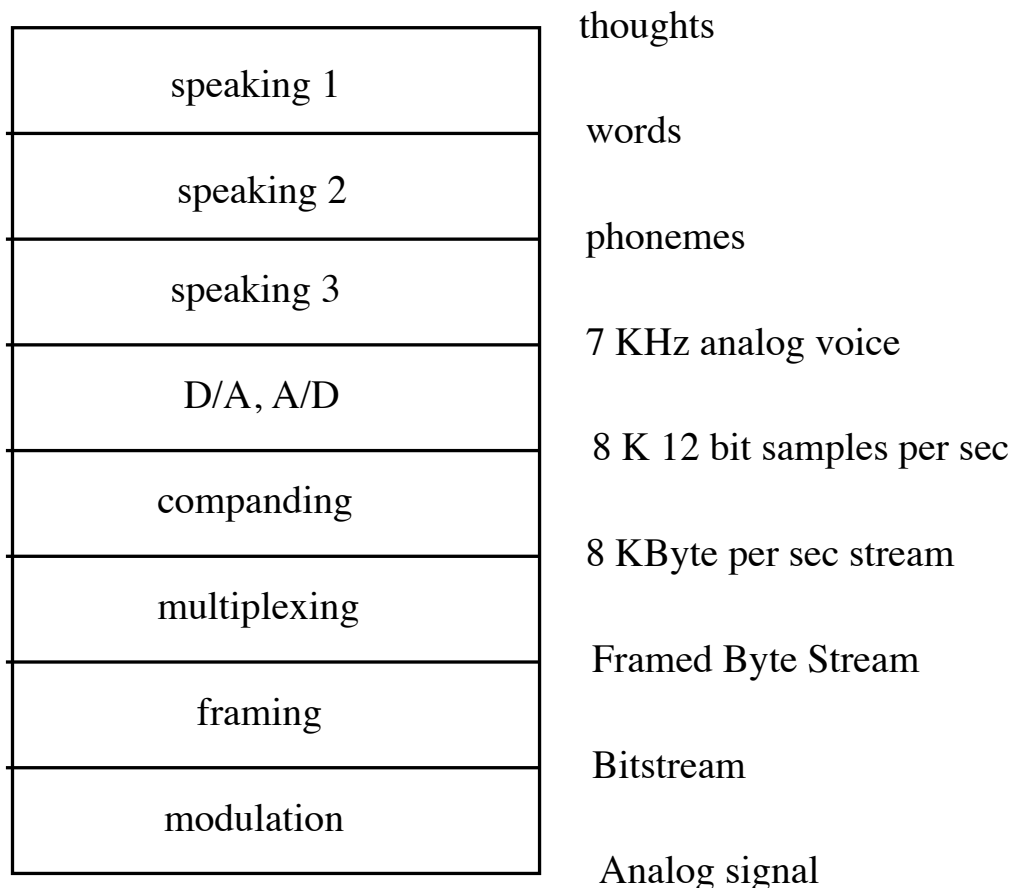 thoughts
speaking 1
words
speaking 2
phonemes
speaking 3
7 KHz analog voice
D/A, A/D
8 K 12 bit samples per sec
companding
8 KByte per sec stream
multiplexing
Framed Byte Stream
framing
Bitstream
modulation
Analog signal